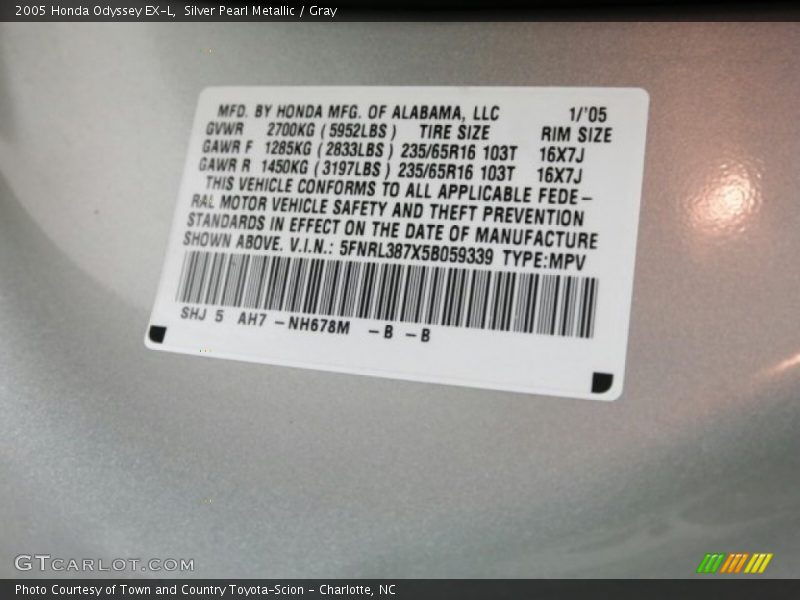 2005 Honda Odyssey EX-L, Silver Pearl Metallic / Gray
MFD. BY HONDA MFG. OF ALABAMA, LLC 1/'05
GVWR 2700KG (5952LBS) TIRE SIZE RIM SIZE
GAWR F 1285KG (2833LBS) 235/65R16 103T 16X7J
GAWR R 1450KG (3197LBS) 235/65R16 103T 16X7J
THIS VEHICLE CONFORMS TO ALL APPLICABLE FEDE-
RAL MOTOR VEHICLE SAFETY AND THEFT PREVENTION
STANDARDS IN EFFECT ON THE DATE OF MANUFACTURE
SHOWN ABOVE. V.I.N.: 5FNRL387X5B059339 TYPE:MPV
SHJ 5 AH7 -NH678M -B -B
GTCARLOT.COM
Photo Courtesy of Town and Country Toyota-Scion - Charlotte, NC